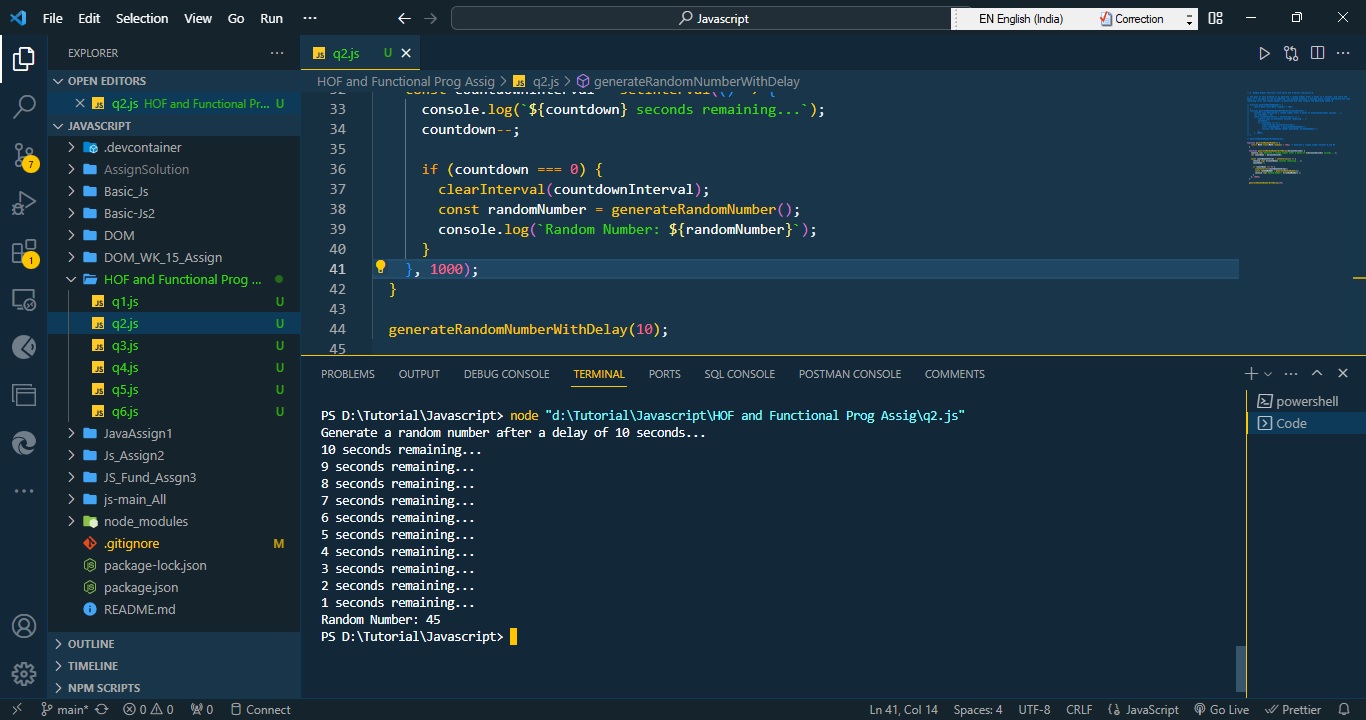 File Edit Selection View Go Run ···
Javascript
EN English (India) Correction
EXPLORER ···
OPEN EDITORS
q2.js HOF and Functional Pr... U
JAVASCRIPT
.devcontainer
AssignSolution
Basic_Js
Basic-Js2
DOM
DOM_WK_15_Assign
HOF and Functional Prog ...
JS q1.js U
JS q2.js U
JS q3.js U
JS q4.js U
JS q5.js U
JS q6.js U
JavaAssign1
Js_Assign2
JS_Fund_Assgn3
js-main_All
node_modules
.gitignore M
package-lock.json
package.json
README.md
OUTLINE
TIMELINE
NPM SCRIPTS
7
1
JS q2.js U
HOF and Functional Prog Assig > JS q2.js > generateRandomNumberWithDelay
33 console.log(`${countdown} seconds remaining...`);
34 countdown--;
35
36 if (countdown === 0) {
37 clearInterval(countdownInterval);
38 const randomNumber = generateRandomNumber();
39 console.log(`Random Number: ${randomNumber}`);
40 }
41 }, 1000);
42 }
43
44 generateRandomNumberWithDelay(10);
45
PROBLEMS OUTPUT DEBUG CONSOLE TERMINAL PORTS SQL CONSOLE POSTMAN CONSOLE COMMENTS
PS D:\Tutorial\Javascript> node "d:\Tutorial\Javascript\HOF and Functional Prog Assig\q2.js"
Generate a random number after a delay of 10 seconds...
10 seconds remaining...
9 seconds remaining...
8 seconds remaining...
7 seconds remaining...
6 seconds remaining...
5 seconds remaining...
4 seconds remaining...
3 seconds remaining...
2 seconds remaining...
1 seconds remaining...
Random Number: 45
PS D:\Tutorial\Javascript>
powershell
Code
main* 0 0 0 Connect
Ln 41, Col 14 Spaces: 4 UTF-8 CRLF {} JavaScript Go Live Prettier